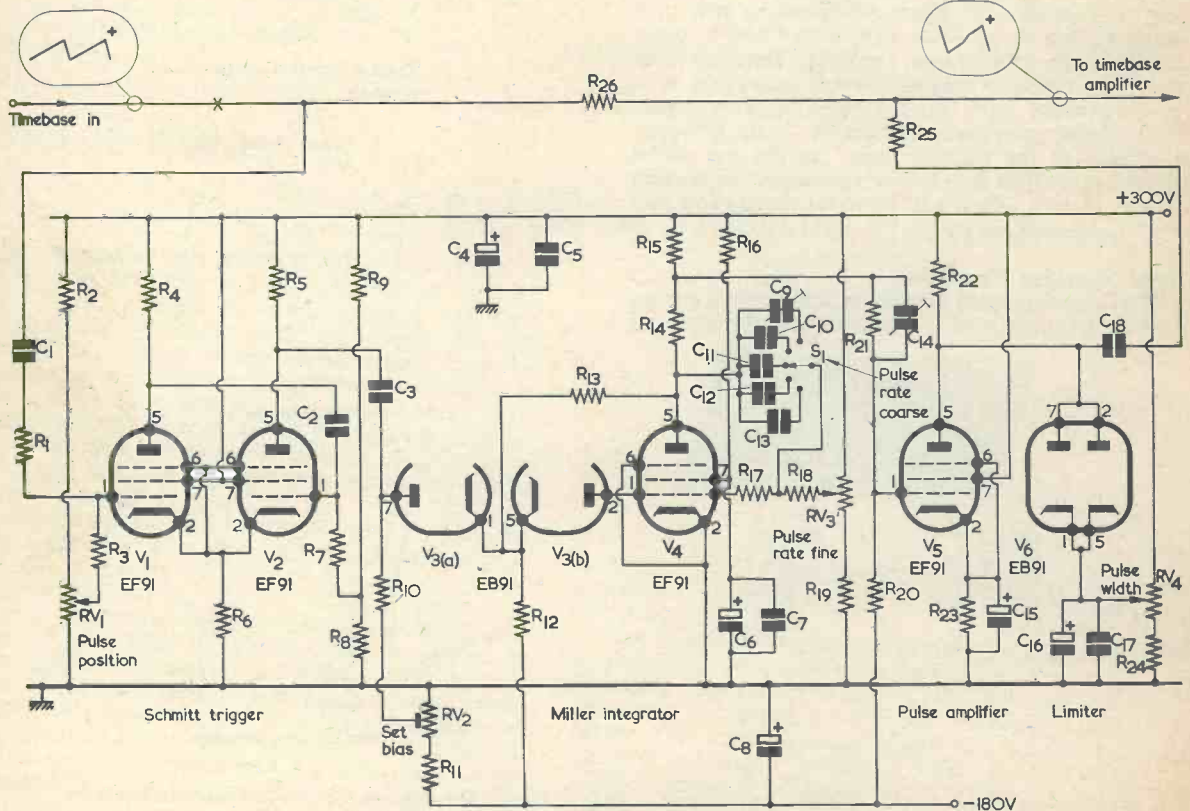 +
+
To timebase
amplifier
Timebase in
X
R26
R25
+300V
R2
R4
R5
R9
C4
+
C5
R15
R16
R14
C9
C10
C11
C12
C13
S1
Pulse
rate
coarse
R21
C14
R22
C18
C1
R1
C2
C3
R13
5
5
5
5
7
2
1
6
7
6
7
1
2
2
7
1
5
2
6
1
7
2
1
6
7
2
1
5
R3
V1
EF91
V2
EF91
R7
V3(a)
EB91
V3(b)
V4
EF91
R17
R18
RV3
Pulse
rate fine
V5
EF91
V6
EB91
RV1
Pulse
position
R6
R8
R10
R12
+
C6
C7
R19
R20
R23
+
C15
Pulse
width
RV4
+
C16
C17
R24
Schmitt trigger
Set
bias
RV2
R11
Miller integrator
+
C8
Pulse amplifier
Limiter
-180V